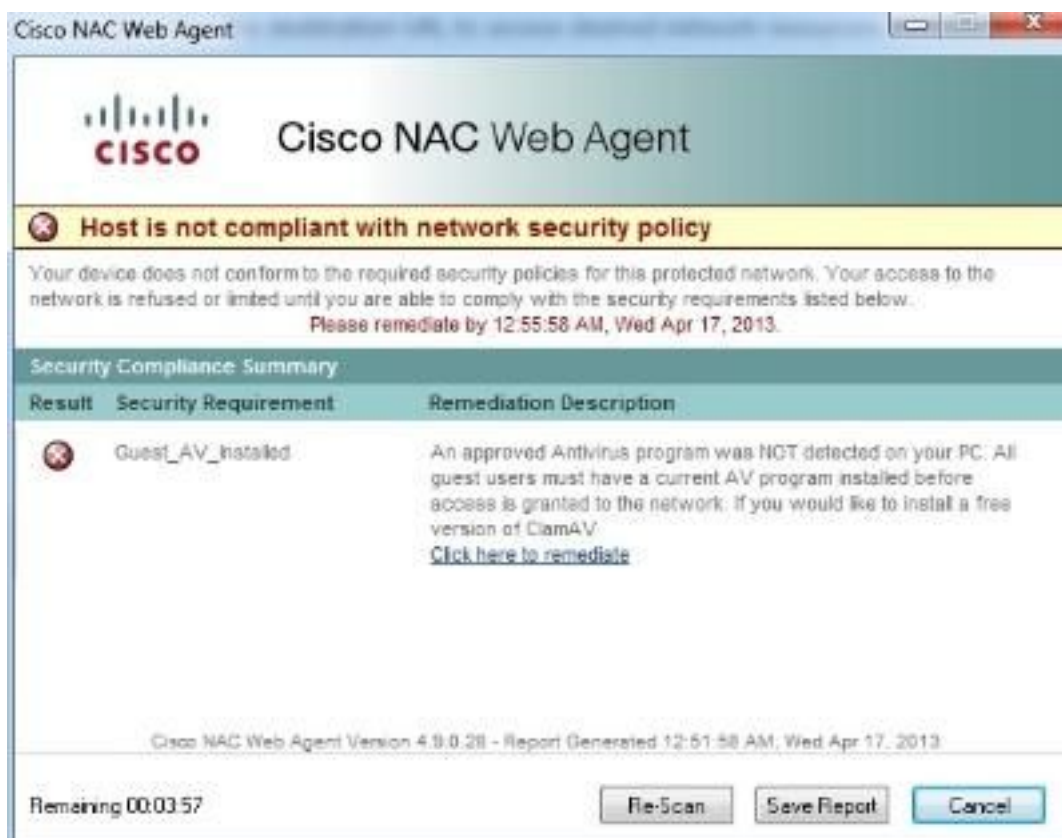 Cisco NAC Web Agent
CISCO
Cisco NAC Web Agent
Host is not compliant with network security policy
Your device does not conform to the required security policies for this protected network. Your access to the
network is refused or limited until you are able to comply with the security requirements listed below.
Please remediate by 12:55:58 AM, Wed Apr 17, 2013.
Security Compliance Summary
Result Security Requirement Remediation Description
Guest_AV_Installed
An approved Antivirus program was NOT detected on your PC. All
guest users must have a current AV program installed before
access is granted to the network. If you would like to install a free
version of ClamAV
Click here to remediate
Cisco NAC Web Agent Version 4.9.0.28 - Report Generated 12:51:58 AM, Wed Apr 17, 2013
Remaining 00:03:57
Re-Scan
Save Report
Cancel